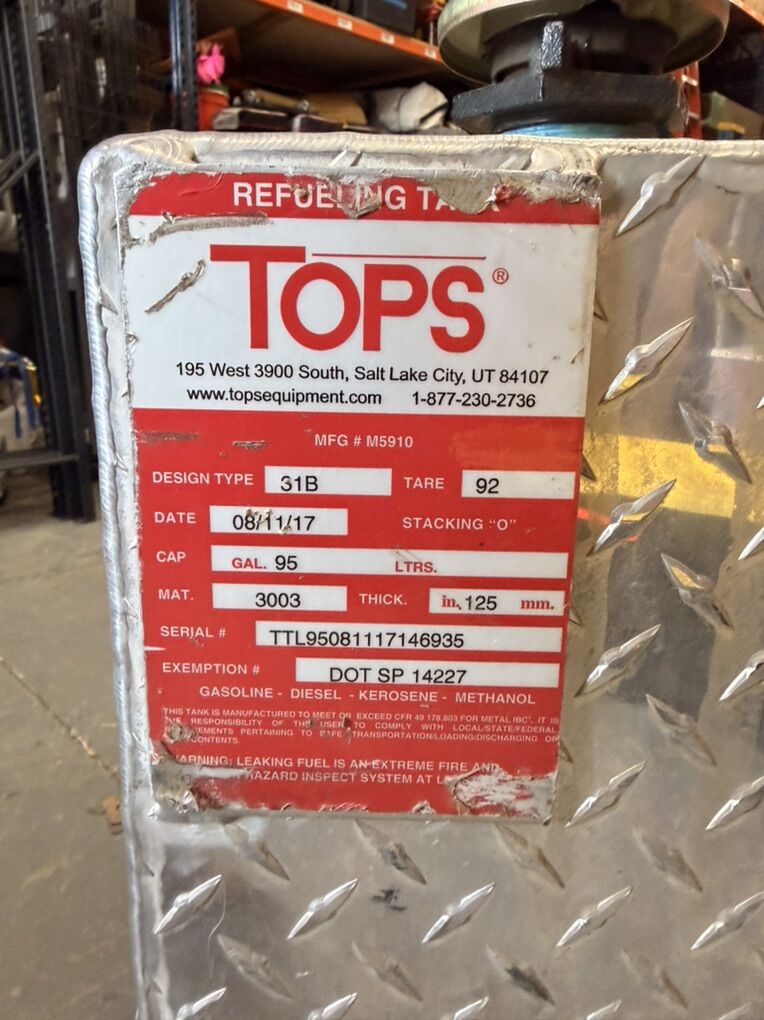 REFUELING TANK
TOPS®
195 West 3900 South, Salt Lake City, UT 84107
www.topsequipment.com 1-877-230-2736
MFG # M5910
DESIGN TYPE 31B TARE 92
DATE 08/11/17 STACKING "O"
CAP GAL. 95 LTRS.
MAT. 3003 THICK. in. .125 mm.
SERIAL # TTL95081117146935
EXEMPTION # DOT SP 14227
GASOLINE - DIESEL - KEROSENE - METHANOL
THIS TANK IS MANUFACTURED TO MEET OR EXCEED CFR 49 178.803 FOR METAL IBC'. IT IS
THE RESPONSIBILITY OF THE USER TO COMPLY WITH LOCAL/STATE/FEDERAL
PERTAINING TO SAFE TRANSPORTATION/LOADING/DISCHARGING OF
CONTENTS
WARNING: LEAKING FUEL IS AN EXTREME FIRE AND
HAZARD INSPECT SYSTEM AT